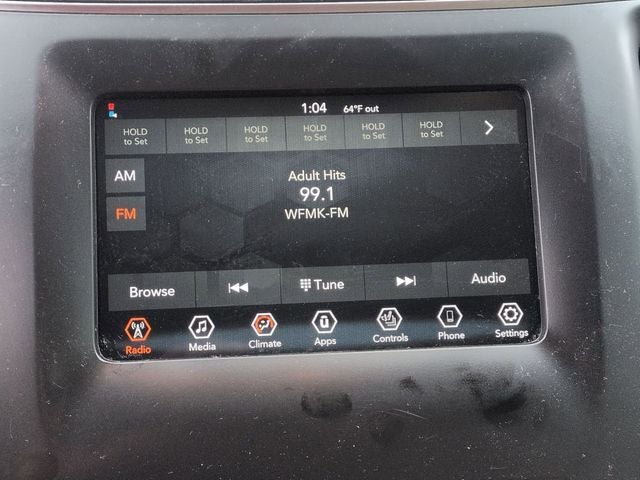 1:04 64°F out
HOLD HOLD HOLD HOLD HOLD HOLD
to Set to Set to Set to Set to Set to Set
AM
FM
Adult Hits
99.1
WFMK-FM
Browse Tune Audio
Radio Media Climate Apps Controls Phone Settings